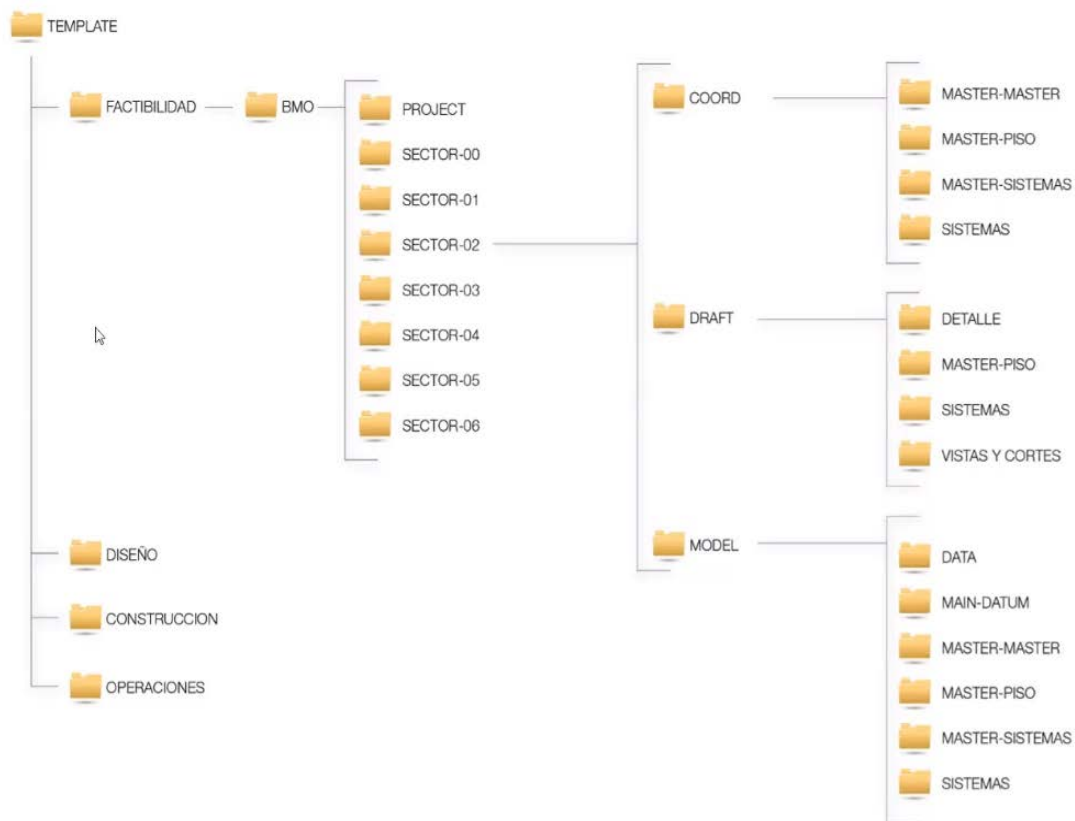 TEMPLATE
FACTIBILIDAD
BMO
PROJECT
SECTOR-00
SECTOR-01
SECTOR-02
SECTOR-03
SECTOR-04
SECTOR-05
SECTOR-06
COORD
MASTER-MASTER
MASTER-PISO
MASTER-SISTEMAS
SISTEMAS
DRAFT
DETALLE
MASTER-PISO
SISTEMAS
VISTAS Y CORTES
MODEL
DATA
MAIN-DATUM
MASTER-MASTER
MASTER-PISO
MASTER-SISTEMAS
SISTEMAS
DISEÑO
CONSTRUCCION
OPERACIONES